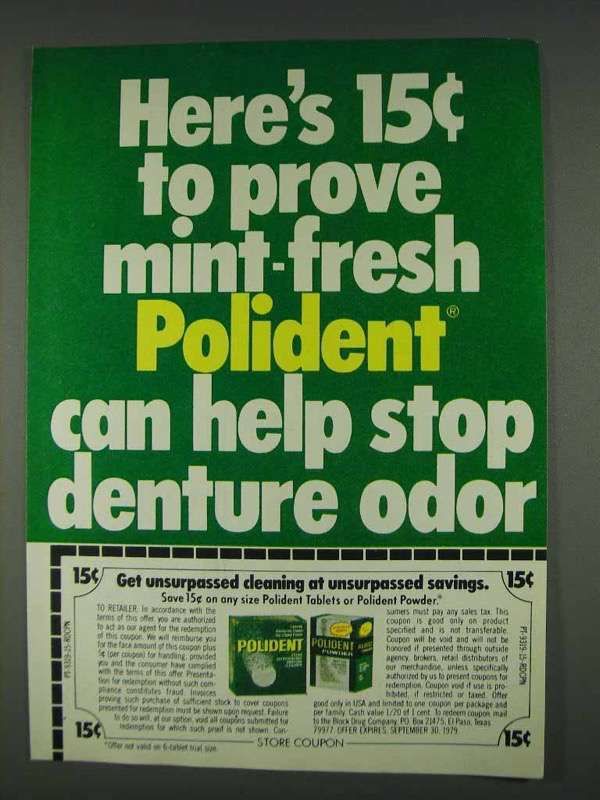 Here's 15¢
to prove
mint-fresh
Polident®
can help stop
denture odor
15¢
15¢
Get unsurpassed cleaning at unsurpassed savings.
Save 15¢ on any size Polident Tablets or Polident Powder.*
TO RETAILER: In accordance with the
terms of this offer, you are authorized
to act as our agent for the redemption
of this coupon. We will reimburse you
for the face amount of this coupon plus
5¢ (per coupon) for handling, provided
you and the consumer have complied
with the terms of this offer. Presenta-
tion for redemption without such com-
pliance constitutes fraud. Invoices
proving such purchase of sufficient stock to cover coupons
presented for redemption must be shown upon request. Failure
to do so will, at our option, void all coupons submitted for
redemption for which such proof is not shown. Con-
sumers must pay any sales tax. This
coupon is good only on product
specified and is not transferable.
Coupon will be void and will not be
honored if presented through outside
agency, brokers, retail distributors of
our merchandise, unless specifically
authorized by us to present coupons for
redemption. Coupon void if use is pro-
hibited, if restricted or taxed. Offer
good only in USA and limited to one coupon per package and
per family. Cash value 1/20 of 1 cent. To redeem coupon, mail
to the Block Drug Company, P.O. Box 21475, El Paso, Texas
79977. OFFER EXPIRES: SEPTEMBER 30, 1979.
POLIDENT
POLIDENT
POWDER
15¢
15¢
*Offer not valid on 6-tablet trial size.
STORE COUPON